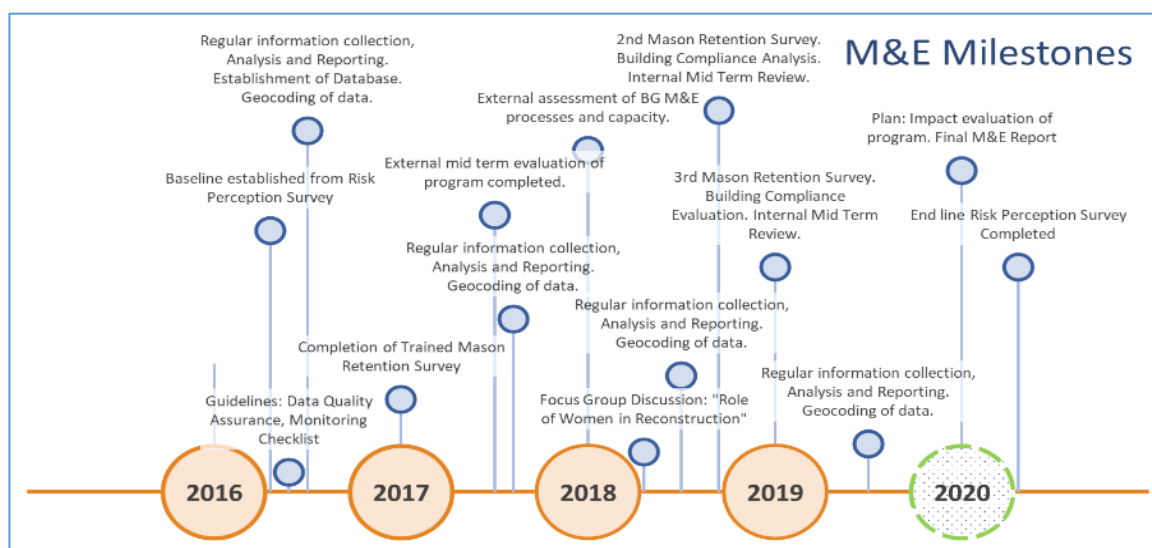 M&E Milestones
Regular information collection,
Analysis and Reporting.
Establishment of Database.
Geocoding of data.
Baseline established from Risk
Perception Survey
Guidelines: Data Quality
Assurance, Monitoring
Checklist
Completion of Trained Mason
Retention Survey
External mid term evaluation of
program completed.
Regular information collection,
Analysis and Reporting.
Geocoding of data.
External assessment of BG M&E
processes and capacity.
Focus Group Discussion: "Role
of Women in Reconstruction"
Regular information collection,
Analysis and Reporting.
Geocoding of data.
2nd Mason Retention Survey.
Building Compliance Analysis.
Internal Mid Term Review.
3rd Mason Retention Survey.
Building Compliance
Evaluation. Internal Mid Term
Review.
Regular information collection,
Analysis and Reporting.
Geocoding of data.
Plan: Impact evaluation of
program. Final M&E Report
End line Risk Perception Survey
Completed
2016
2017
2018
2019
2020